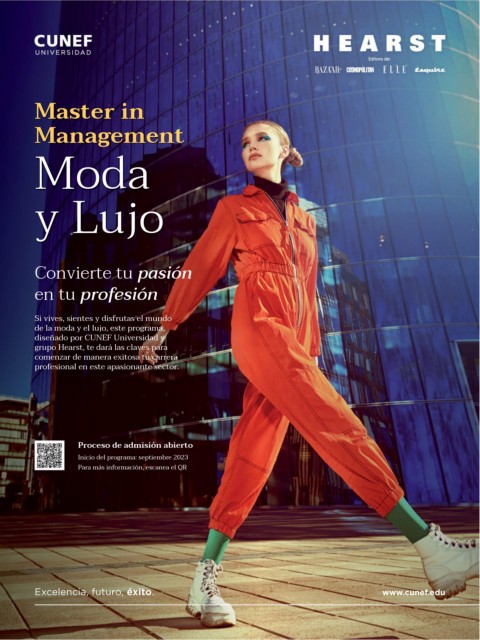 CUNEF
UNIVERSIDAD
HEARST
Editora de:
BAZAAR COSMOPOLITAN ELLE Esquire
Master in
Management
Moda
y Lujo
Convierte tu pasión
en tu profesión
Si vives, sientes y disfrutas el mundo
de la moda y el lujo, este programa,
diseñado por CUNEF Universidad y
grupo Hearst, te dará las claves para
comenzar de manera exitosa tu carrera
profesional en este apasionante sector.
Proceso de admisión abierto
Inicio del programa: septiembre 2023
Para más información, escanea el QR
Excelencia, futuro, éxito.
www.cunef.edu